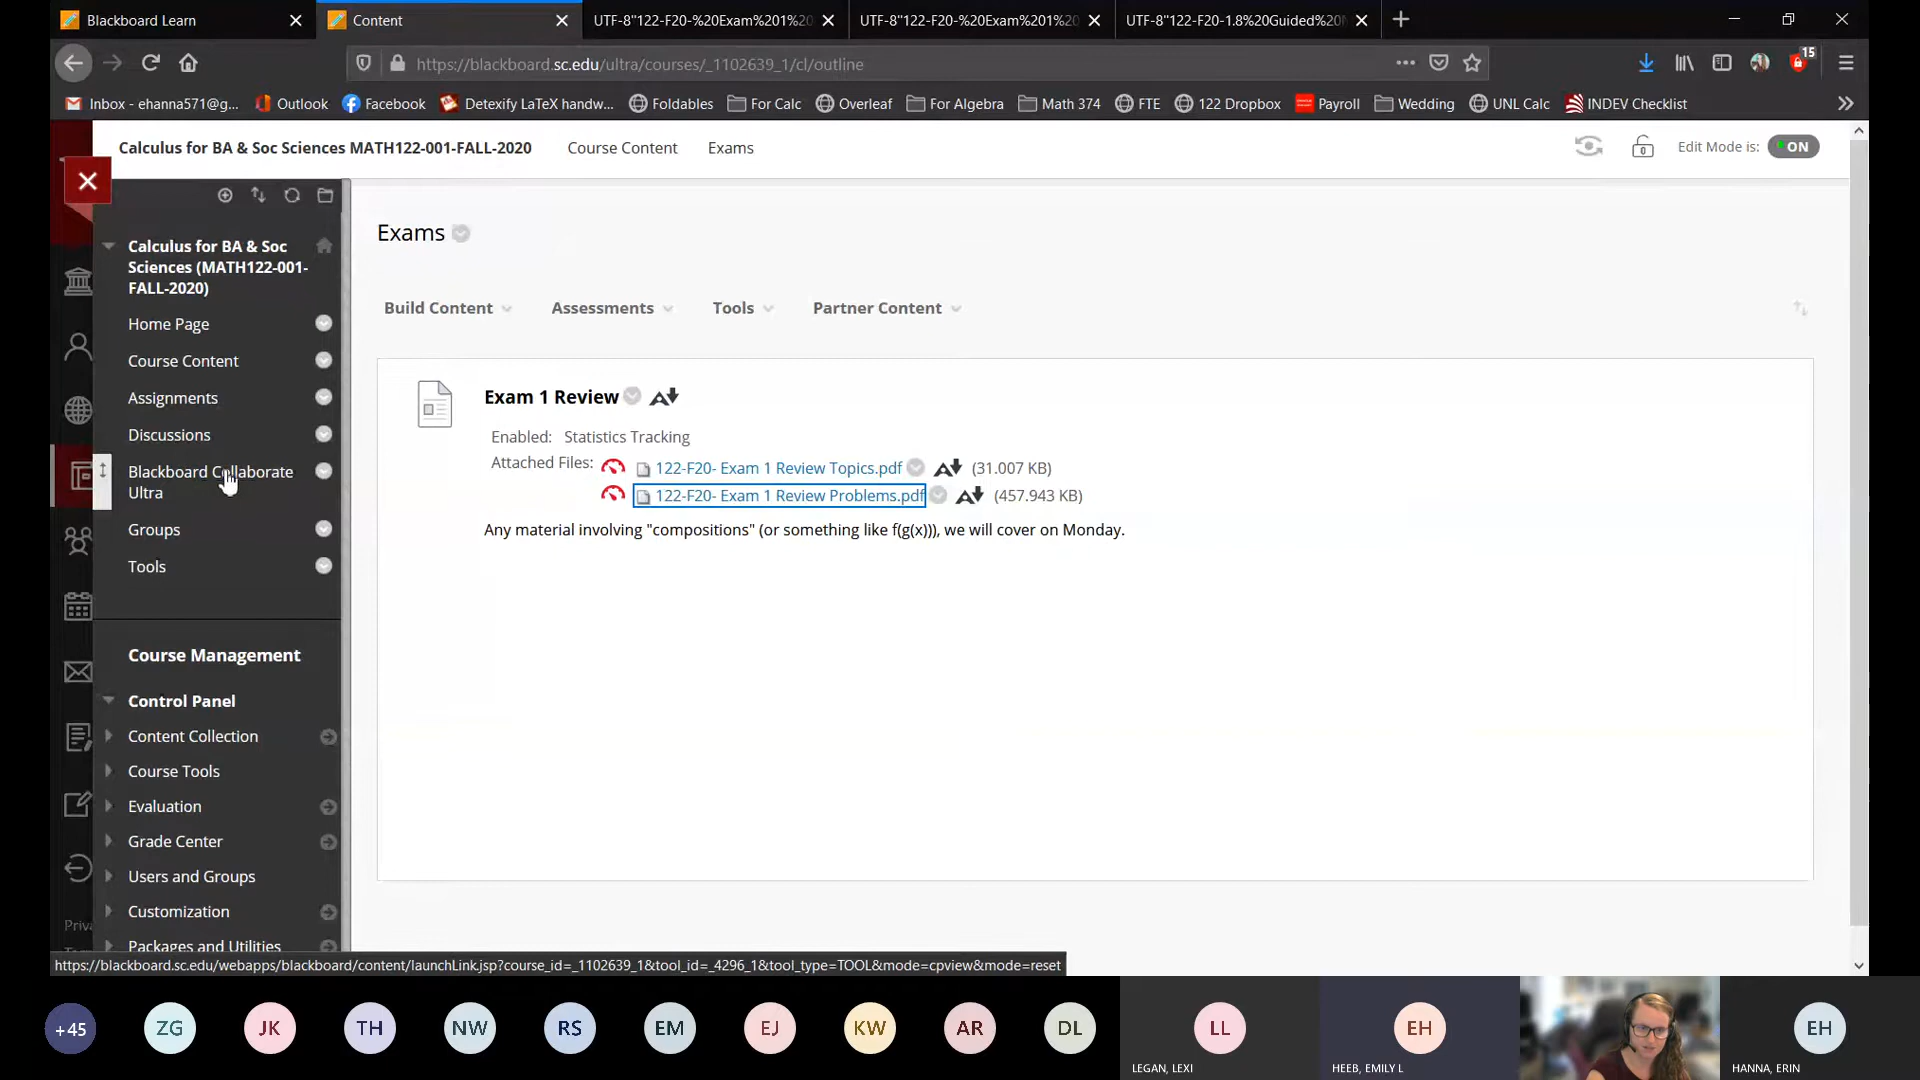 Blackboard Learn
Content
UTF-8''122-F20-%20Exam%201%20
UTF-8''122-F20-%20Exam%201%20
UTF-8''122-F20-1.8%20Guided%20
https://blackboard.sc.edu/ultra/courses/_1102639_1/cl/outline
15
Inbox - ehanna571@g...
Outlook
Facebook
Detexify LaTeX handw...
Foldables
For Calc
Overleaf
For Algebra
Math 374
FTE
122 Dropbox
Payroll
Wedding
UNL Calc
INDEV Checklist
Calculus for BA & Soc Sciences MATH122-001-FALL-2020
Course Content
Exams
Edit Mode is:
ON
Calculus for BA & Soc
Sciences (MATH122-001-
FALL-2020)
Home Page
Course Content
Assignments
Discussions
Blackboard Collaborate
Ultra
Groups
Tools
Course Management
Control Panel
Content Collection
Course Tools
Evaluation
Grade Center
Users and Groups
Customization
Packages and Utilities
Exams
Build Content
Assessments
Tools
Partner Content
Exam 1 Review
Enabled: Statistics Tracking
Attached Files:
122-F20- Exam 1 Review Topics.pdf (31.007 KB)
122-F20- Exam 1 Review Problems.pdf (457.943 KB)
Any material involving "compositions" (or something like f(g(x))), we will cover on Monday.
https://blackboard.sc.edu/webapps/blackboard/content/launchLink.jsp?course_id=_1102639_1&tool_id=_4296_1&tool_type=TOOL&mode=cpview&mode=reset
+45
ZG
JK
TH
NW
RS
EM
EJ
KW
AR
DL
LL
LEGAN, LEXI
EH
HEEB, EMILY L
EH
HANNA, ERIN